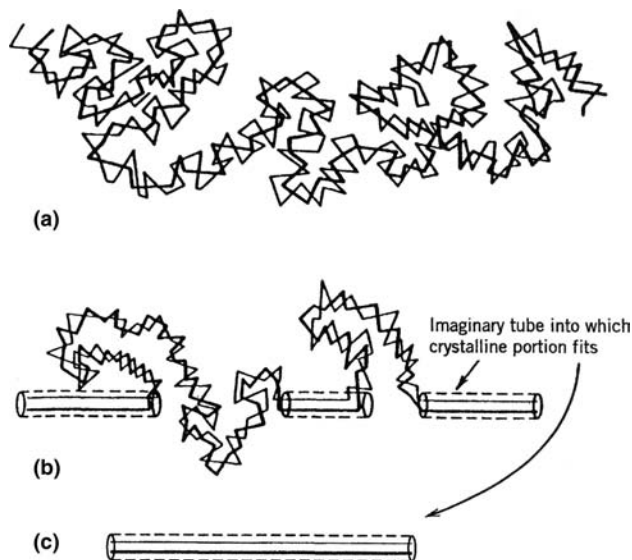 (a)
Imaginary tube into which
crystalline portion fits
(b)
(c)